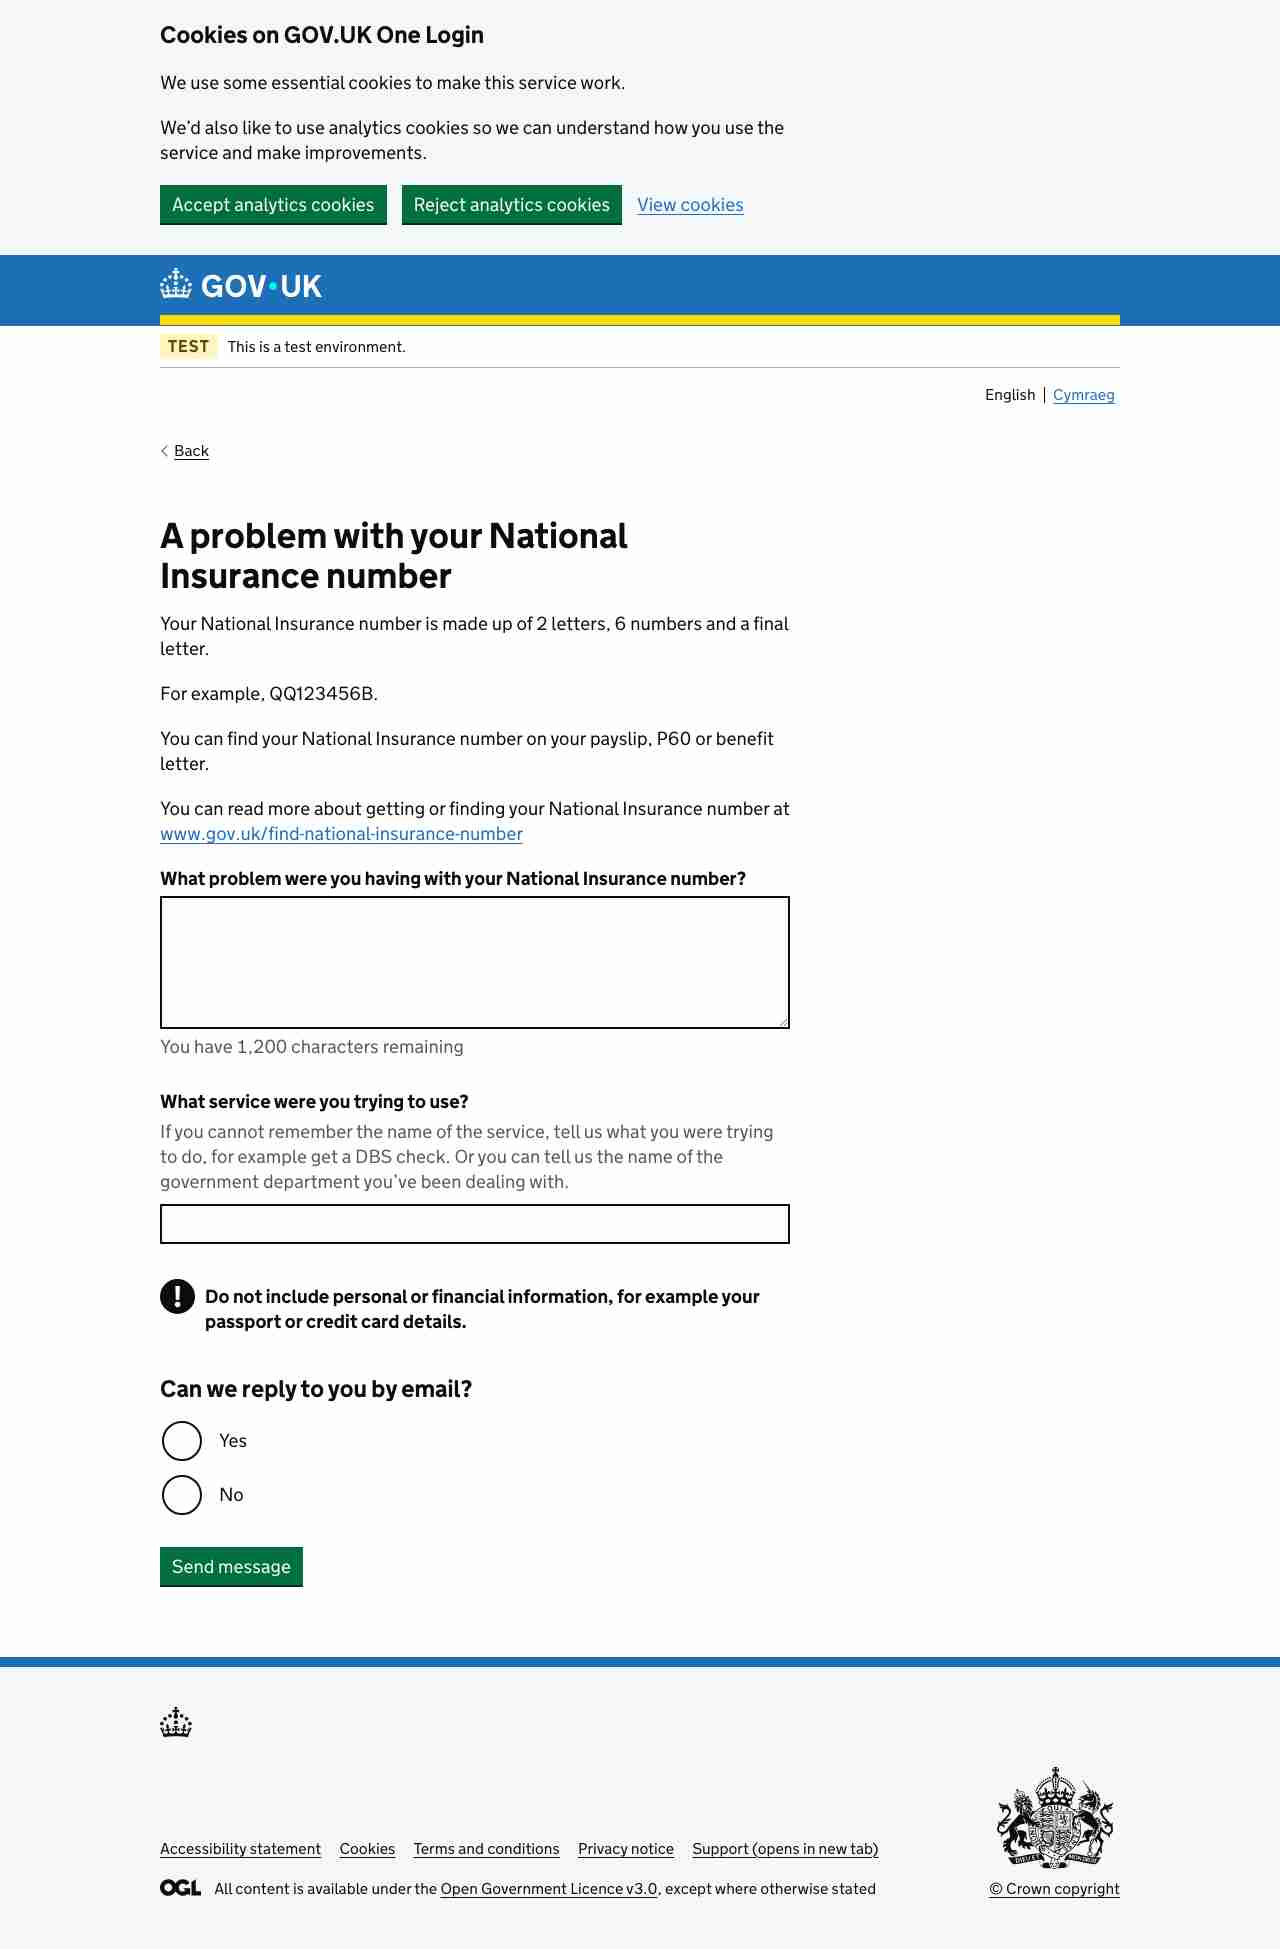 Cookies on GOV.UK One Login
We use some essential cookies to make this service work.
We’d also like to use analytics cookies so we can understand how you use the
service and make improvements.
Accept analytics cookies Reject analytics cookies View cookies
GOV·UK
TEST This is a test environment.
English Cymraeg
Back
A problem with your National
Insurance number
Your National Insurance number is made up of 2 letters, 6 numbers and a final
letter.
For example, QQ123456B.
You can find your National Insurance number on your payslip, P60 or benefit
letter.
You can read more about getting or finding your National Insurance number at
www.gov.uk/find-national-insurance-number
What problem were you having with your National Insurance number?
You have 1,200 characters remaining
What service were you trying to use?
If you cannot remember the name of the service, tell us what you were trying
to do, for example get a DBS check. Or you can tell us the name of the
government department you’ve been dealing with.
! Do not include personal or financial information, for example your
passport or credit card details.
Can we reply to you by email?
Yes
No
Send message
Accessibility statement Cookies Terms and conditions Privacy notice Support (opens in new tab)
OGL All content is available under the Open Government Licence v3.0, except where otherwise stated
© Crown copyright